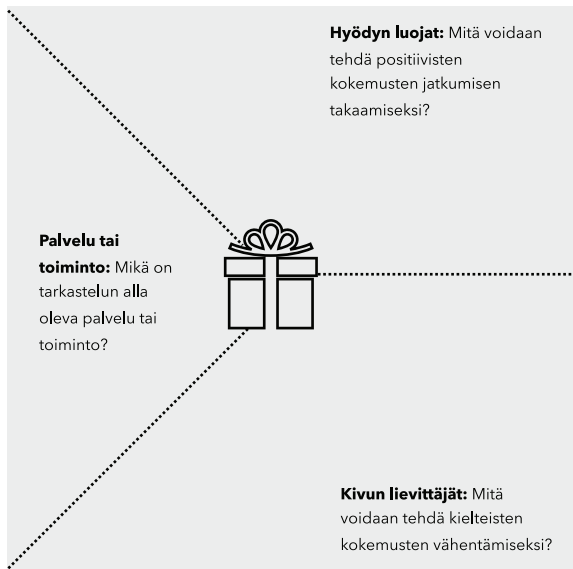 Hyödyn luojat: Mitä voidaan
tehdä positiivisten
kokemusten jatkumisen
takaamiseksi?
Palvelu tai
toiminto: Mikä on
tarkastelun alla
oleva palvelu tai
toiminto?
Kivun lievittäjät: Mitä
voidaan tehdä kielteisten
kokemusten vähentämiseksi?